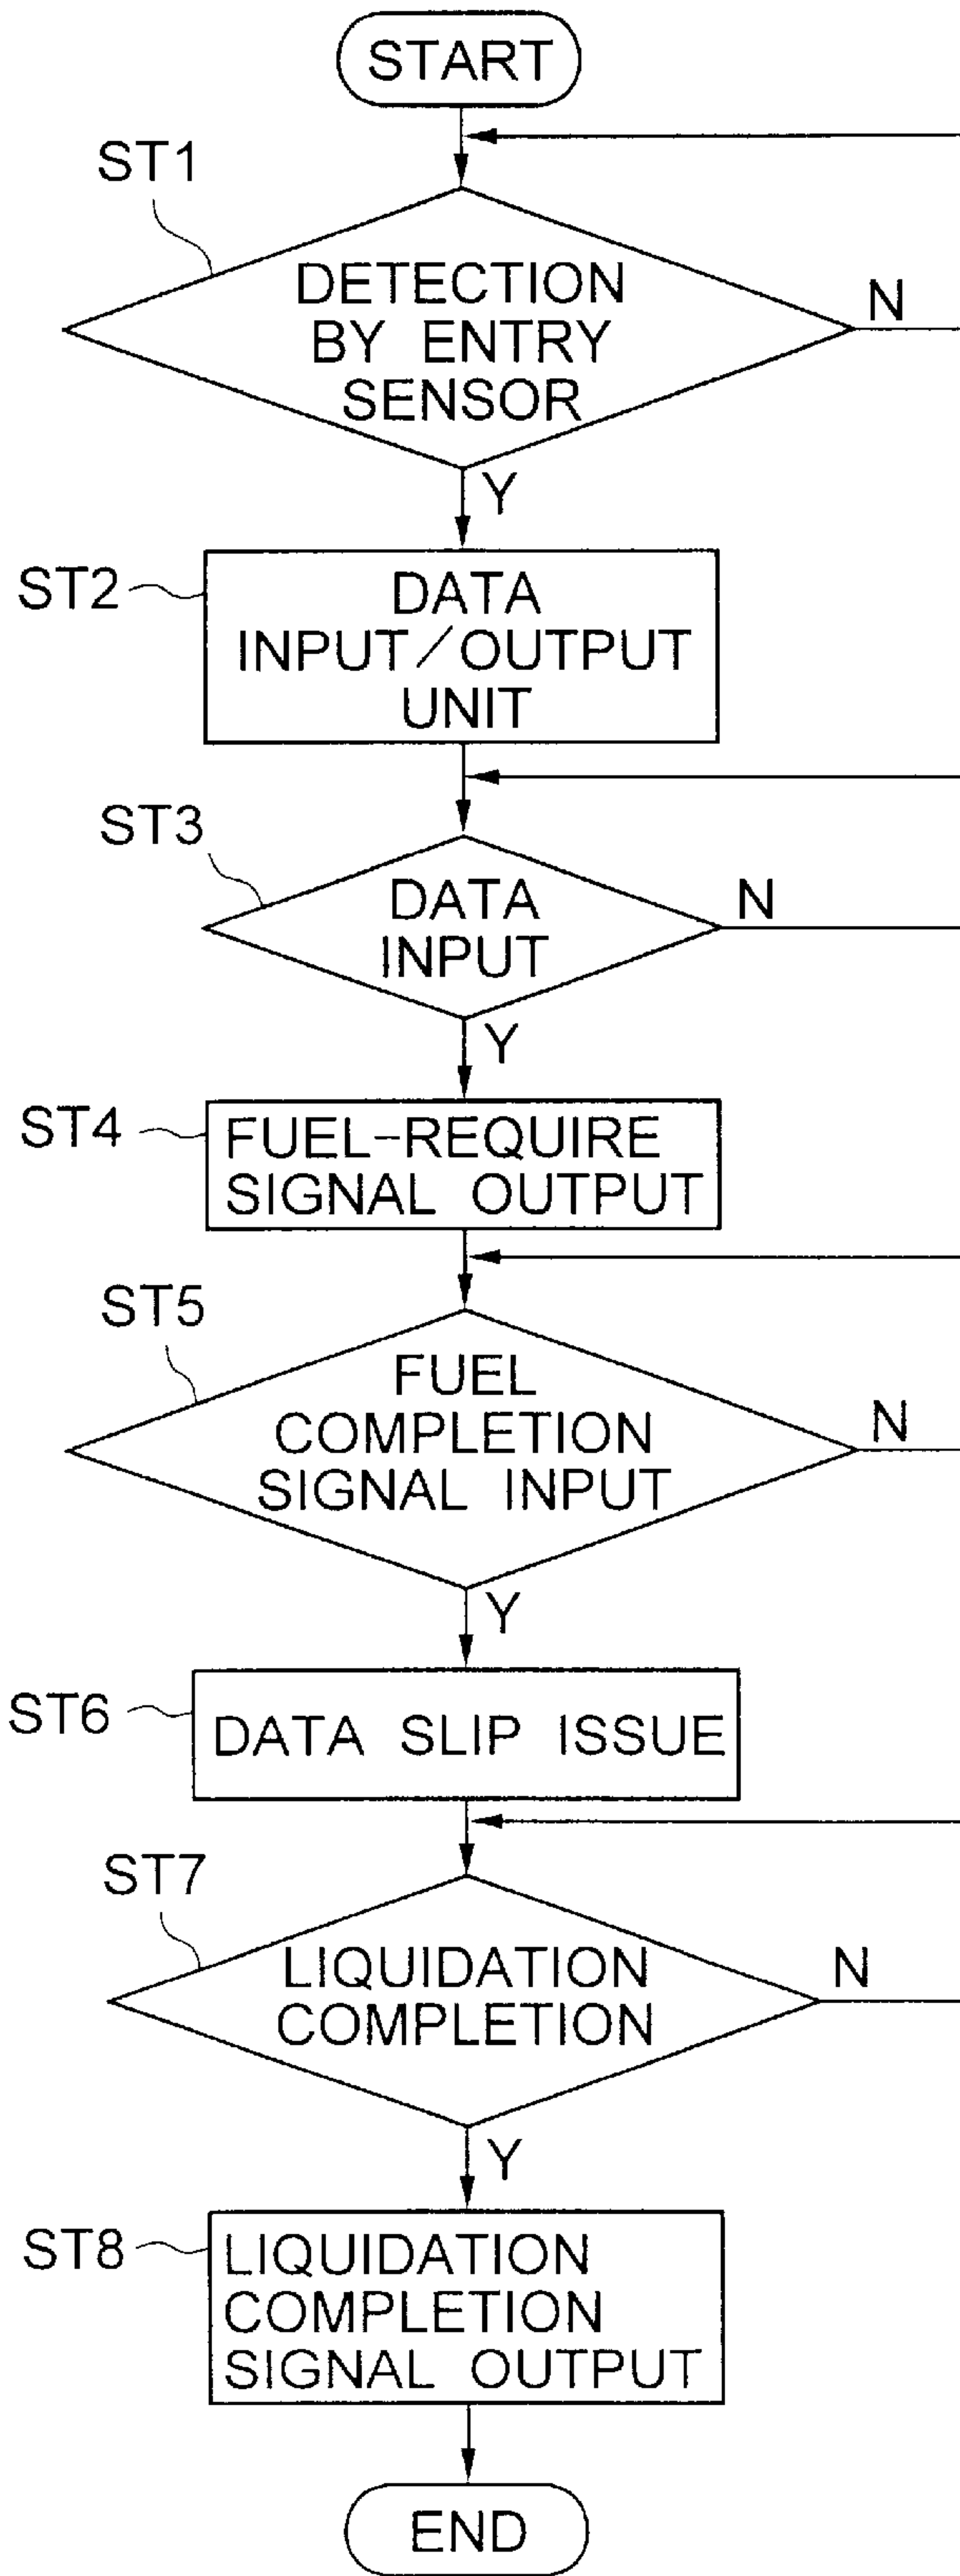 START
ST1
DETECTION
BY ENTRY
SENSOR
N
Y
ST2
DATA
INPUT/OUTPUT
UNIT
ST3
DATA
INPUT
N
Y
ST4
FUEL-REQUIRE
SIGNAL OUTPUT
ST5
FUEL
COMPLETION
SIGNAL INPUT
N
Y
ST6
DATA SLIP ISSUE
ST7
LIQUIDATION
COMPLETION
N
Y
ST8
LIQUIDATION
COMPLETION
SIGNAL OUTPUT
END